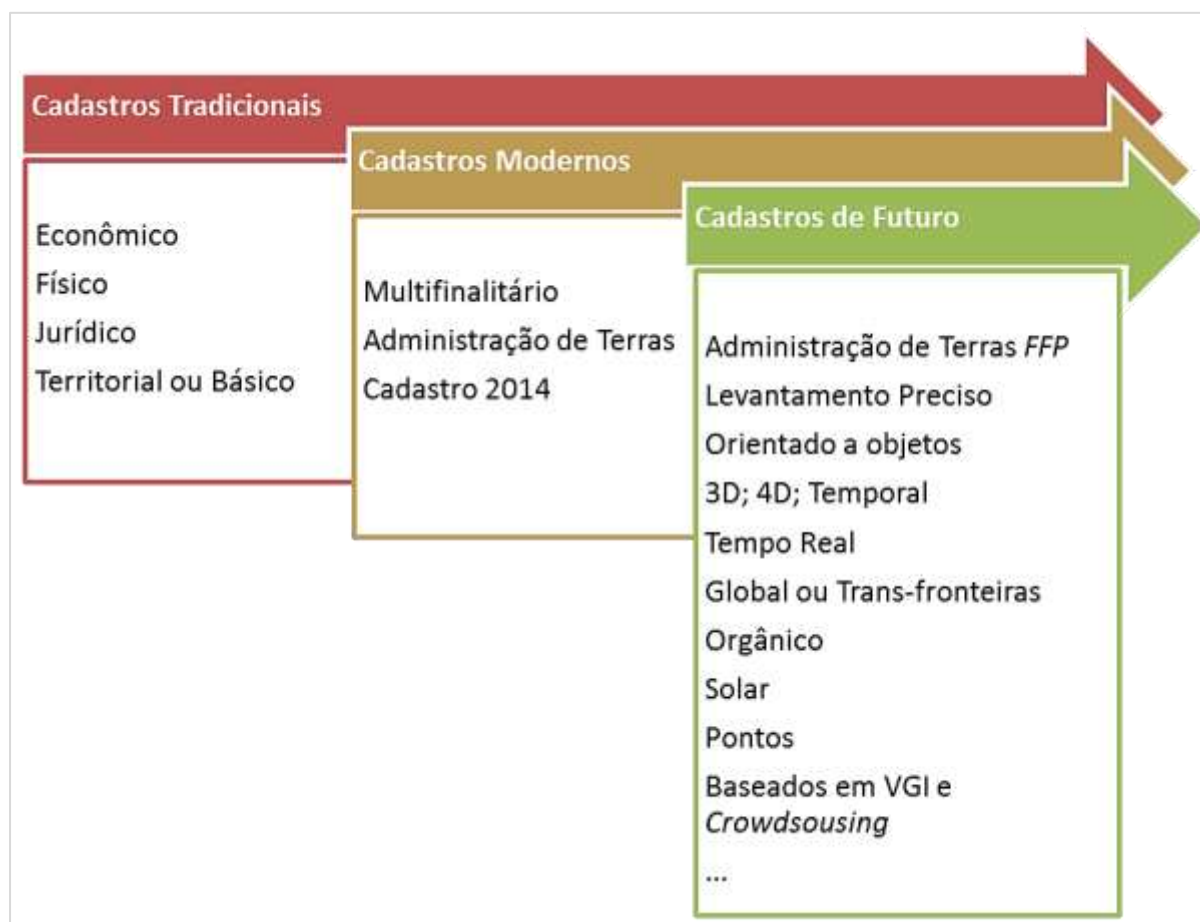 Cadastros Tradicionais
Econômico
Físico
Jurídico
Territorial ou Básico
Cadastros Modernos
Multifinalitário
Administração de Terras
Cadastro 2014
Cadastros de Futuro
Administração de Terras FFP
Levantamento Preciso
Orientado a objetos
3D; 4D; Temporal
Tempo Real
Global ou Trans-fronteiras
Orgânico
Solar
Pontos
Baseados em VGI e
Crowdsousing
...